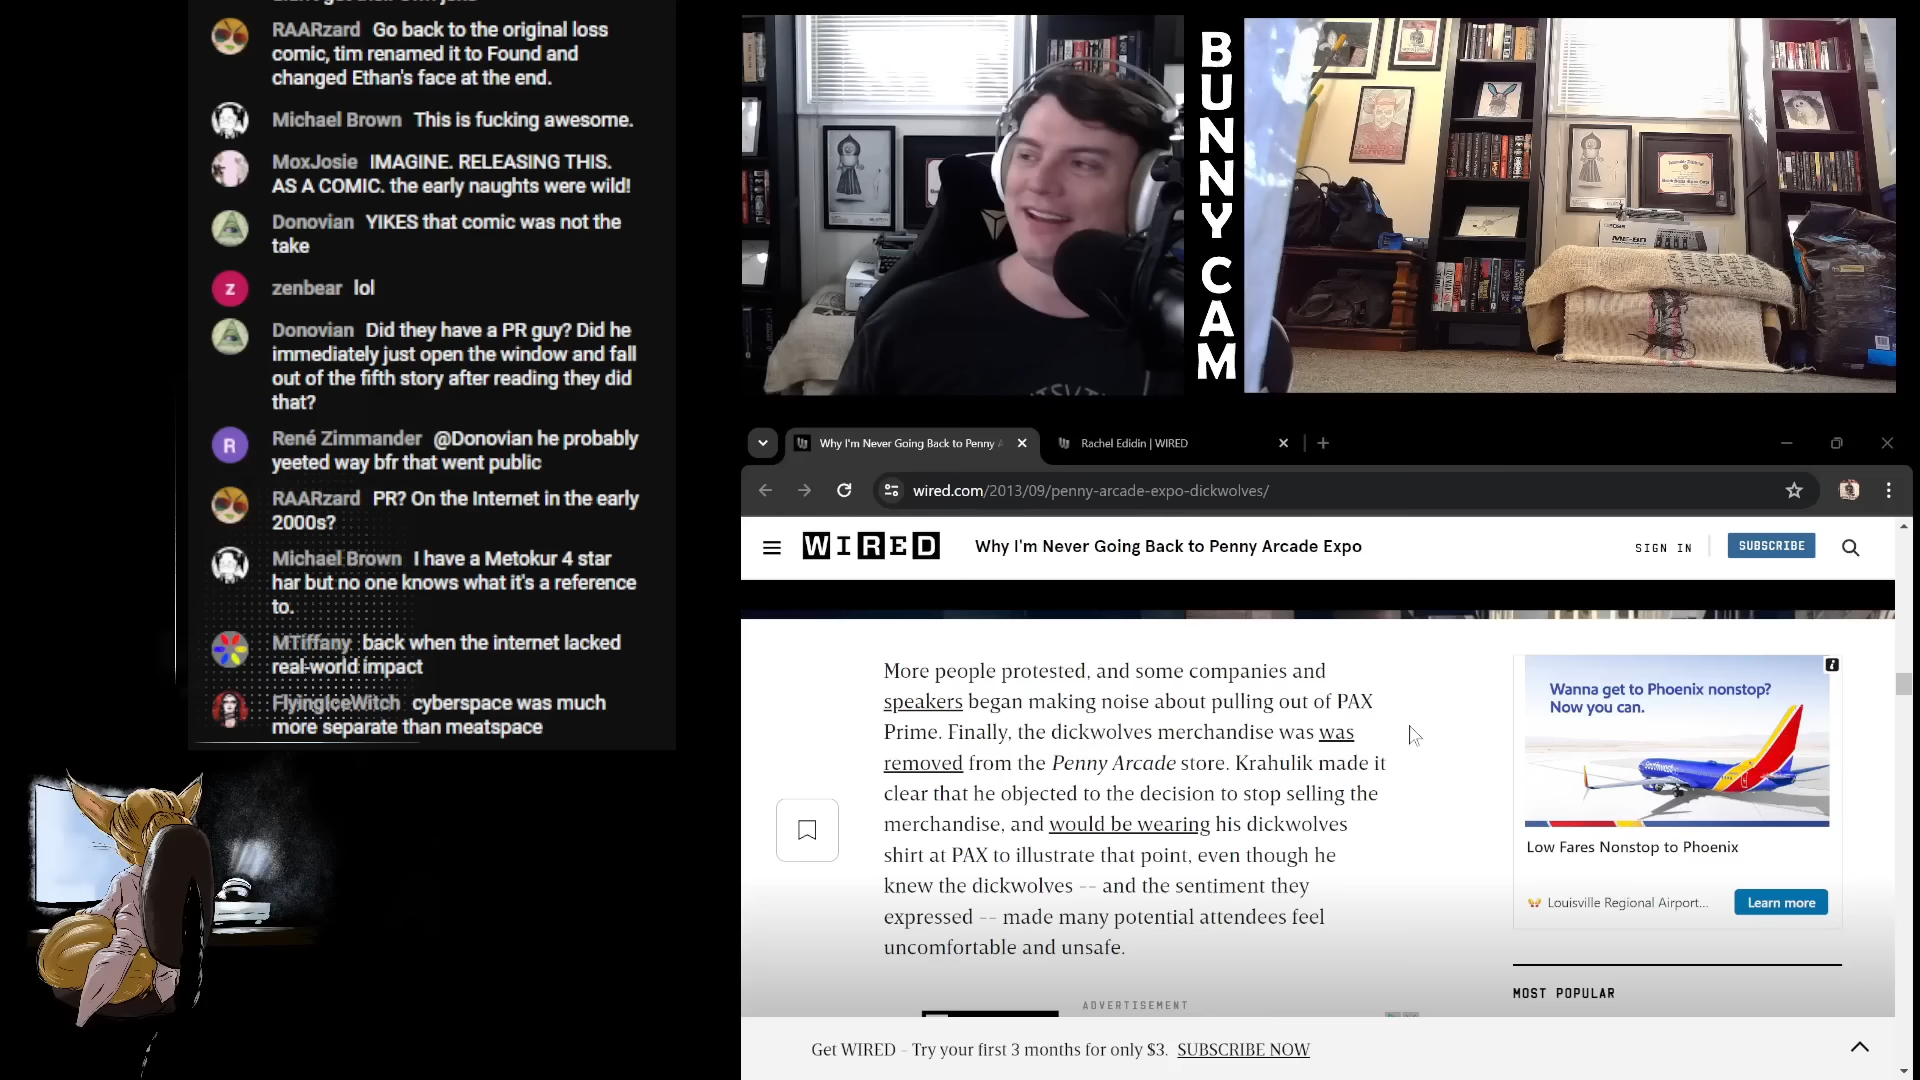 RAARzard Go back to the original loss
comic, tim renamed it to Found and
changed Ethan's face at the end.
Michael Brown This is fucking awesome.
MoxJosie IMAGINE. RELEASING THIS.
AS A COMIC. the early naughts were wild!
Donovian YIKES that comic was not the
take
z
zenbear lol
Donovian Did they have a PR guy? Did he
immediately just open the window and fall
out of the fifth story after reading they did
that?
R
René Zimmander @Donovian he probably
yeeted way bfr that went public
RAARzard PR? On the Internet in the early
2000s?
Michael Brown I have a Metokur 4 star
har but no one knows what it's a reference
to.
MTiffany back when the internet lacked
real-world impact
FlyingIceWitch cyberspace was much
more separate than meatspace
BUNNY CAM
Why I'm Never Going Back to Penny A
Rachel Edidin | WIRED
wired.com/2013/09/penny-arcade-expo-dickwolves/
WIRED
Why I'm Never Going Back to Penny Arcade Expo
SIGN IN
SUBSCRIBE
More people protested, and some companies and
speakers began making noise about pulling out of PAX
Prime. Finally, the dickwolves merchandise was was
removed from the Penny Arcade store. Krahulik made it
clear that he objected to the decision to stop selling the
merchandise, and would be wearing his dickwolves
shirt at PAX to illustrate that point, even though he
knew the dickwolves -- and the sentiment they
expressed -- made many potential attendees feel
uncomfortable and unsafe.
ADVERTISEMENT
Wanna get to Phoenix nonstop?
Now you can.
Southwest
Low Fares Nonstop to Phoenix
Louisville Regional Airport...
Learn more
MOST POPULAR
Get WIRED - Try your first 3 months for only $3. SUBSCRIBE NOW